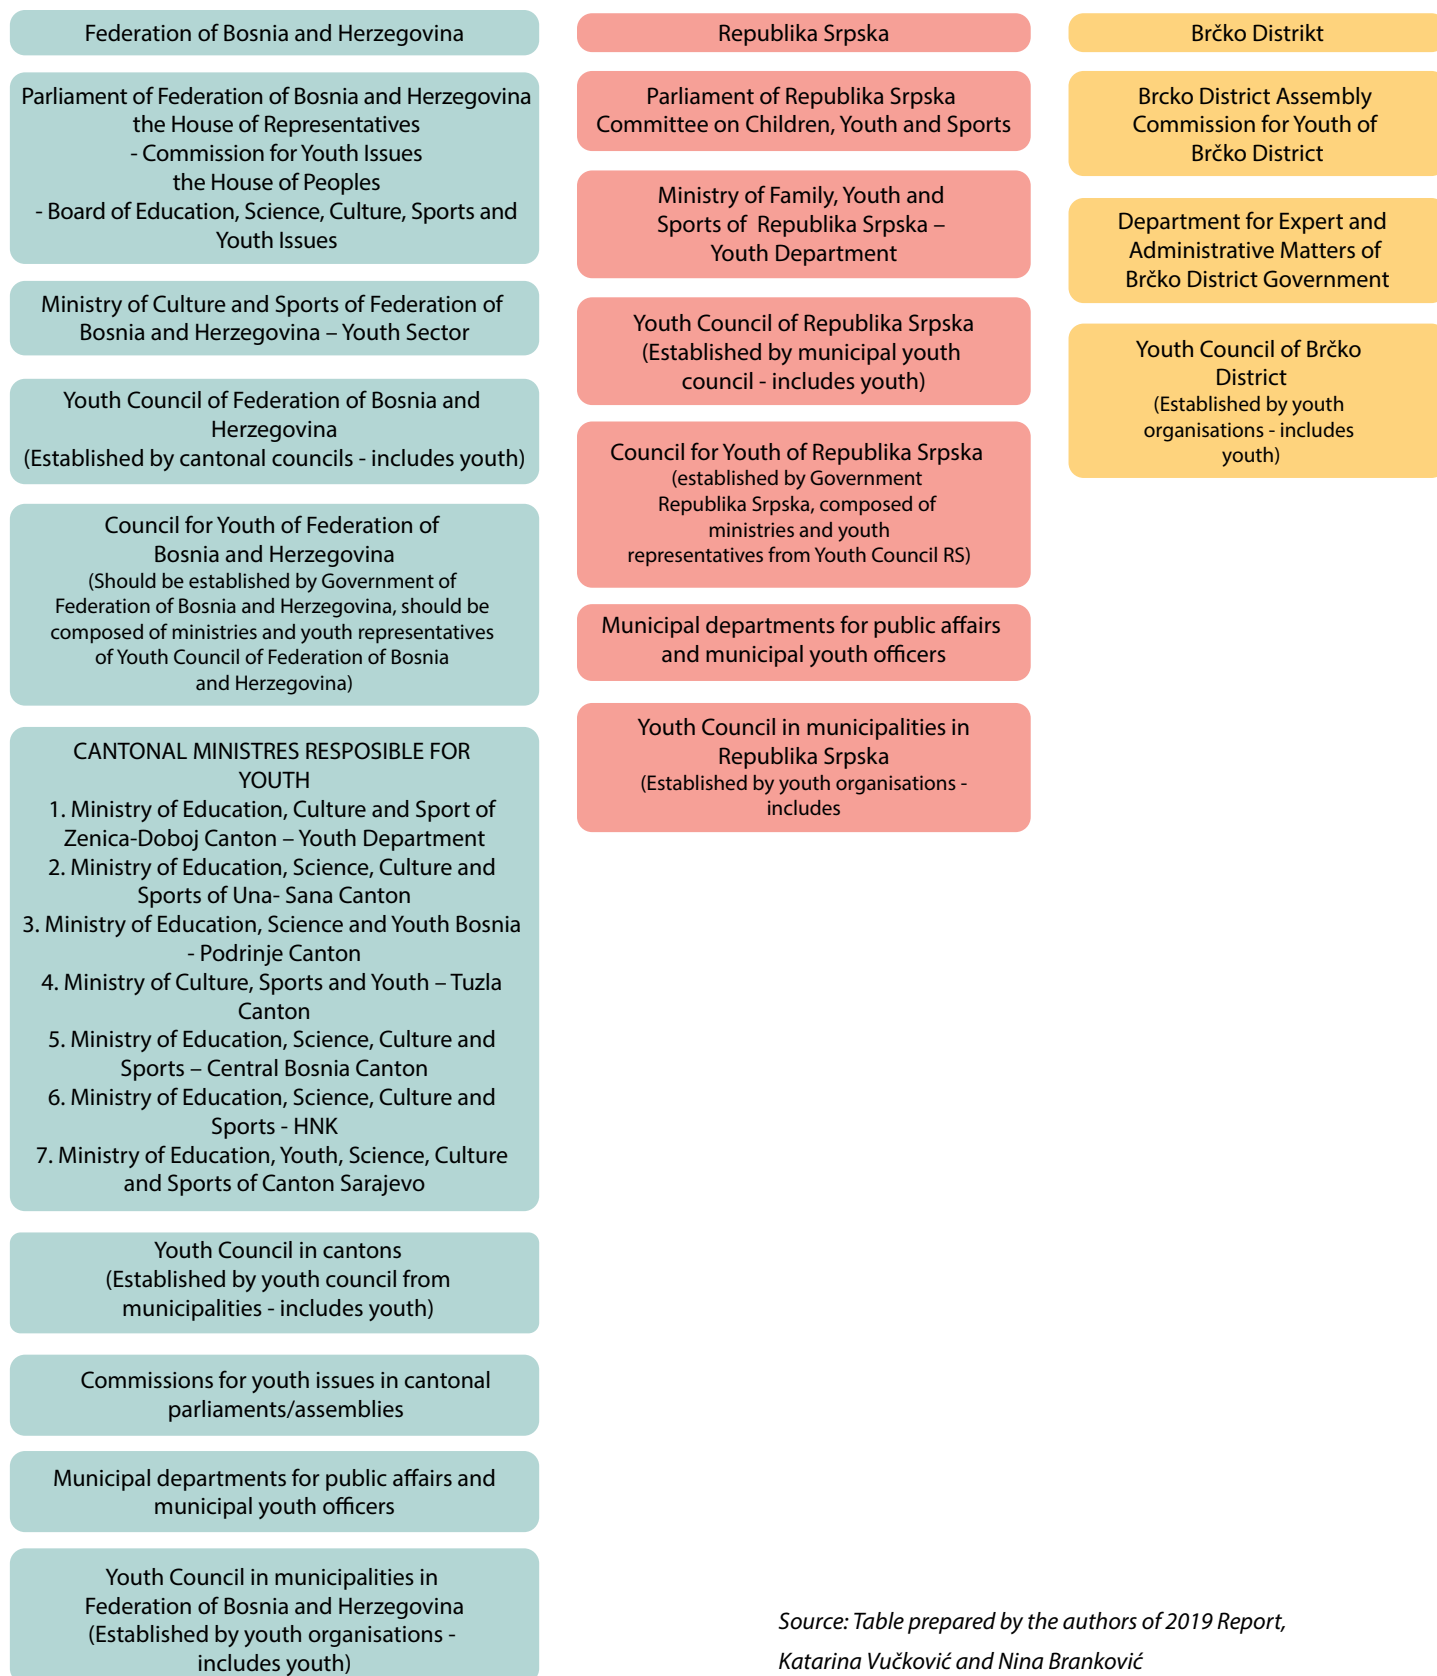 Federation of Bosnia and Herzegovina
Parliament of Federation of Bosnia and Herzegovina
the House of Representatives
- Commission for Youth Issues
the House of Peoples
- Board of Education, Science, Culture, Sports and
Youth Issues
Ministry of Culture and Sports of Federation of
Bosnia and Herzegovina – Youth Sector
Youth Council of Federation of Bosnia and
Herzegovina
(Established by cantonal councils - includes youth)
Council for Youth of Federation of
Bosnia and Herzegovina
(Should be established by Government of
Federation of Bosnia and Herzegovina, should be
composed of ministries and youth representatives
of Youth Council of Federation of Bosnia
and Herzegovina)
CANTONAL MINISTRES RESPOSIBLE FOR
YOUTH
1. Ministry of Education, Culture and Sport of
Zenica-Doboj Canton – Youth Department
2. Ministry of Education, Science, Culture and
Sports of Una- Sana Canton
3. Ministry of Education, Science and Youth Bosnia
- Podrinje Canton
4. Ministry of Culture, Sports and Youth – Tuzla
Canton
5. Ministry of Education, Science, Culture and
Sports – Central Bosnia Canton
6. Ministry of Education, Science, Culture and
Sports - HNK
7. Ministry of Education, Youth, Science, Culture
and Sports of Canton Sarajevo
Youth Council in cantons
(Established by youth council from
municipalities - includes youth)
Commissions for youth issues in cantonal
parliaments/assemblies
Municipal departments for public affairs and
municipal youth officers
Youth Council in municipalities in
Federation of Bosnia and Herzegovina
(Established by youth organisations -
includes youth)
Republika Srpska
Parliament of Republika Srpska
Committee on Children, Youth and Sports
Ministry of Family, Youth and
Sports of Republika Srpska –
Youth Department
Youth Council of Republika Srpska
(Established by municipal youth
council - includes youth)
Council for Youth of Republika Srpska
(established by Government
Republika Srpska, composed of
ministries and youth
representatives from Youth Council RS)
Municipal departments for public affairs
and municipal youth officers
Youth Council in municipalities in
Republika Srpska
(Established by youth organisations -
includes
Brčko Distrikt
Brcko District Assembly
Commission for Youth of
Brčko District
Department for Expert and
Administrative Matters of
Brčko District Government
Youth Council of Brčko
District
(Established by youth
organisations - includes
youth)
Source: Table prepared by the authors of 2019 Report,
Katarina Vučković and Nina Branković